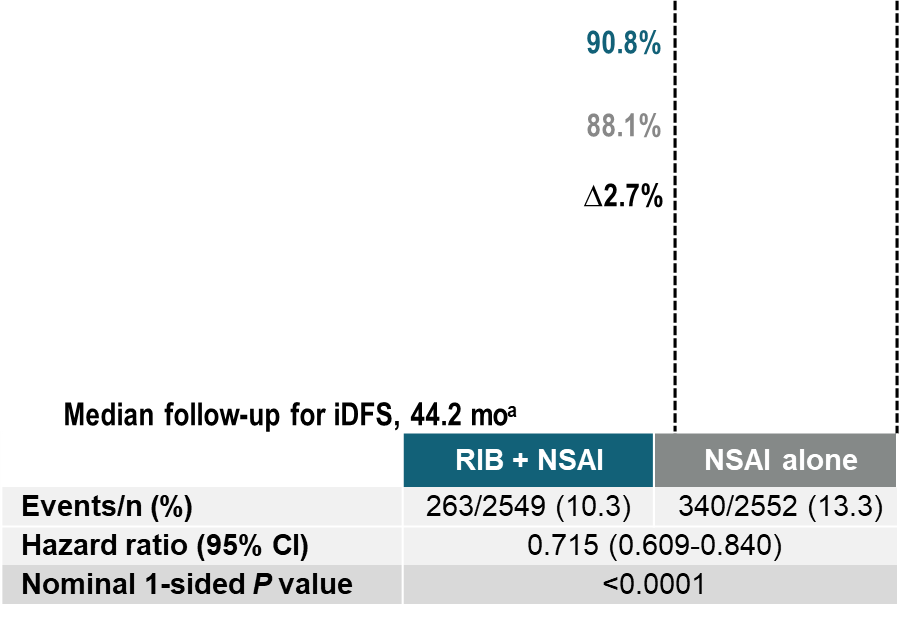 90.8%
88.1%
Δ2.7%
Median follow-up for iDFS, 44.2 moᵃ
RIB + NSAI NSAI alone
Events/n (%) 263/2549 (10.3) 340/2552 (13.3)
Hazard ratio (95% CI) 0.715 (0.609-0.840)
Nominal 1-sided P value <0.0001